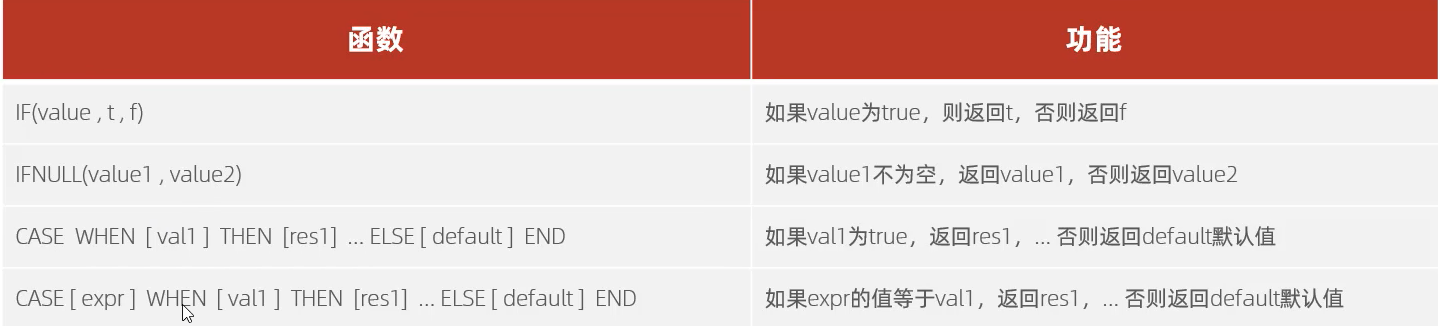 函数 功能
IF(value , t , f) 如果value为true，则返回t，否则返回f
IFNULL(value1 , value2) 如果value1不为空，返回value1，否则返回value2
CASE WHEN [ val1 ] THEN [res1] ... ELSE [ default ] END 如果val1为true，返回res1，... 否则返回default默认值
CASE [ expr ] WHEN [ val1 ] THEN [res1] ... ELSE [ default ] END 如果expr的值等于val1，返回res1，... 否则返回default默认值